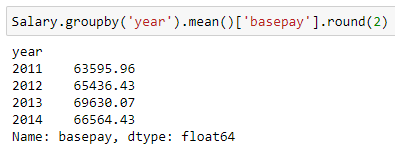 Salary.groupby('year').mean()['basepay'].round(2)
year
2011    63595.96
2012    65436.43
2013    69630.07
2014    66564.43
Name: basepay, dtype: float64